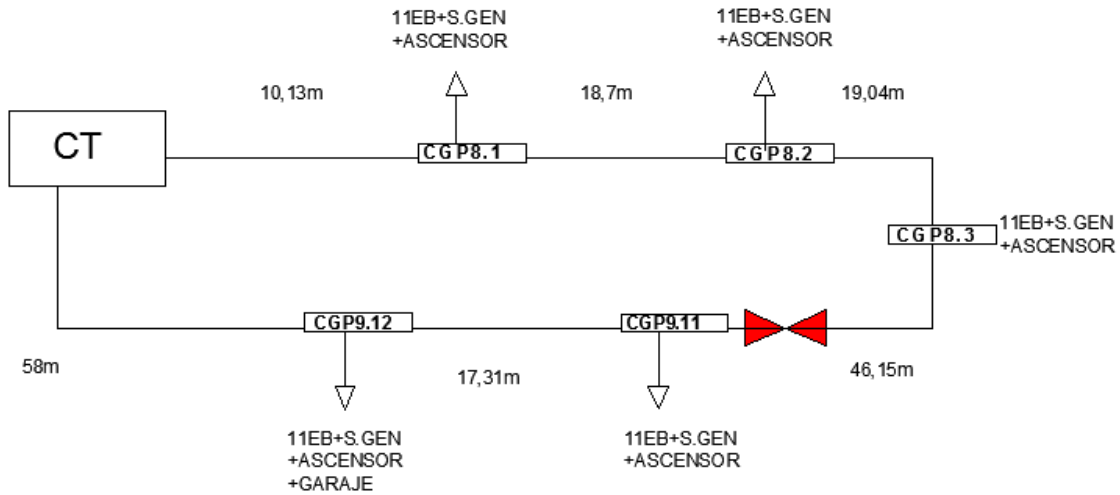 11EB+S.GEN
+ASCENSOR
11EB+S.GEN
+ASCENSOR
10,13m
18,7m
19,04m
CT
CGP8.1
CGP8.2
11EB+S.GEN
+ASCENSOR
CGP8.3
CGP9.12
CGP9.11
58m
17,31m
46,15m
11EB+S.GEN
+ASCENSOR
+GARAJE
11EB+S.GEN
+ASCENSOR